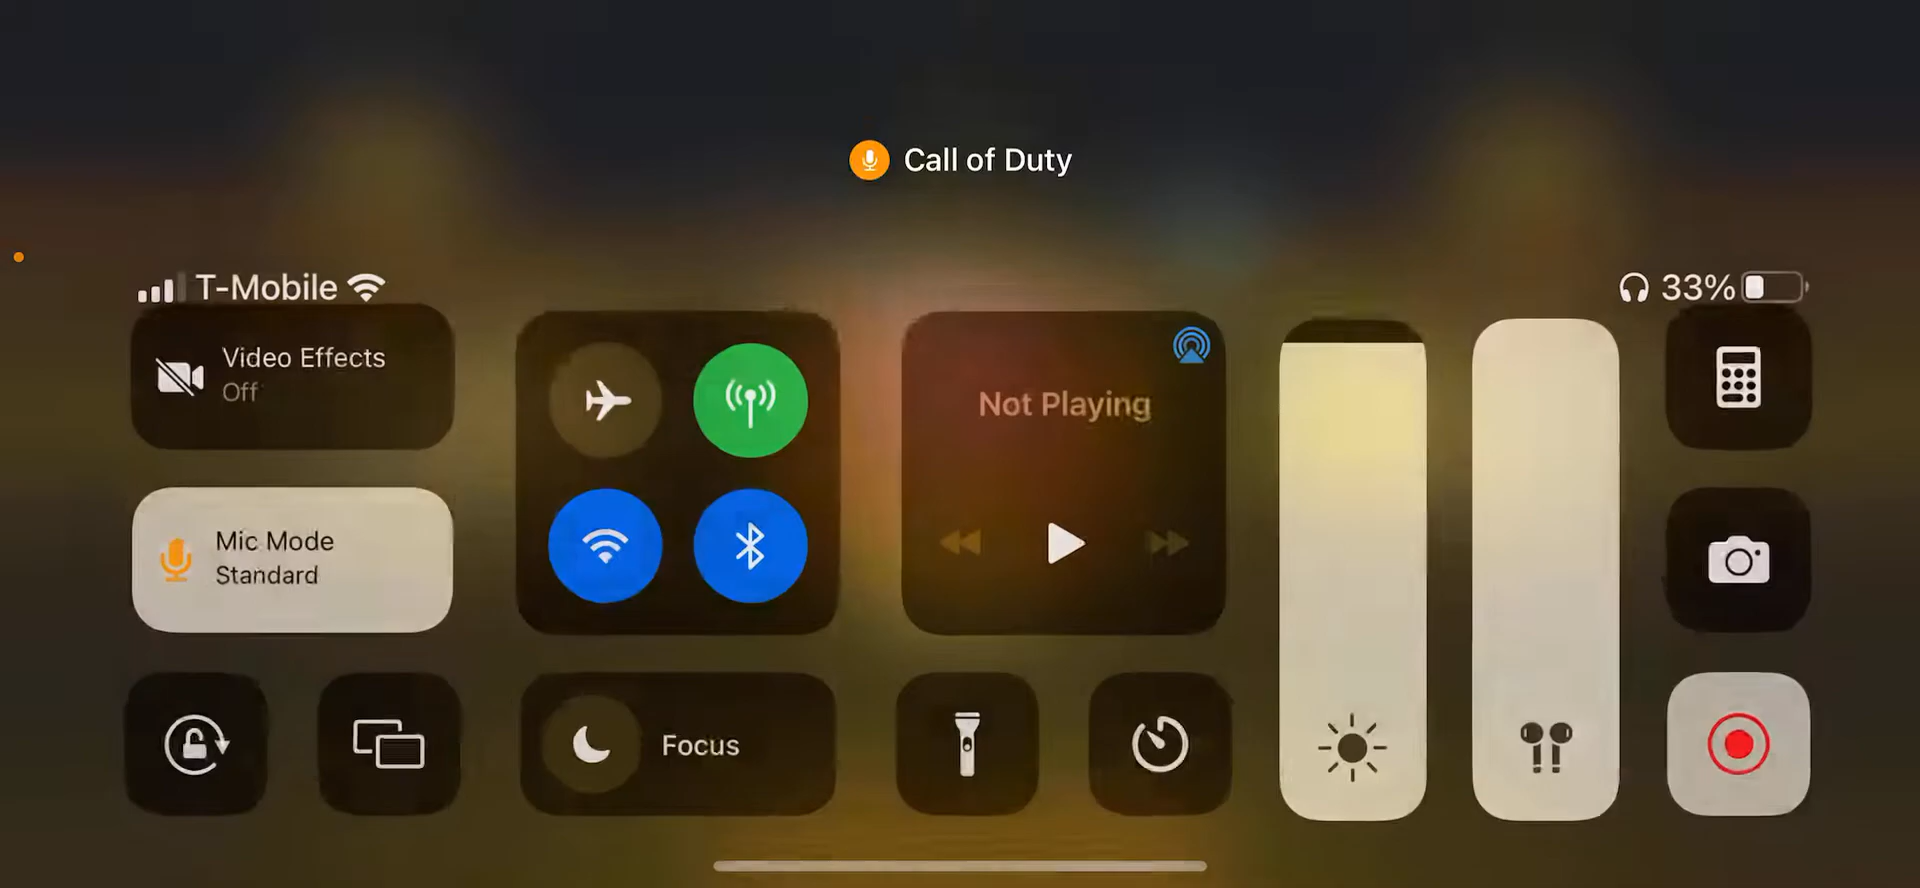 Call of Duty
T-Mobile
33%
Video Effects
Off
Mic Mode
Standard
Not Playing
Focus